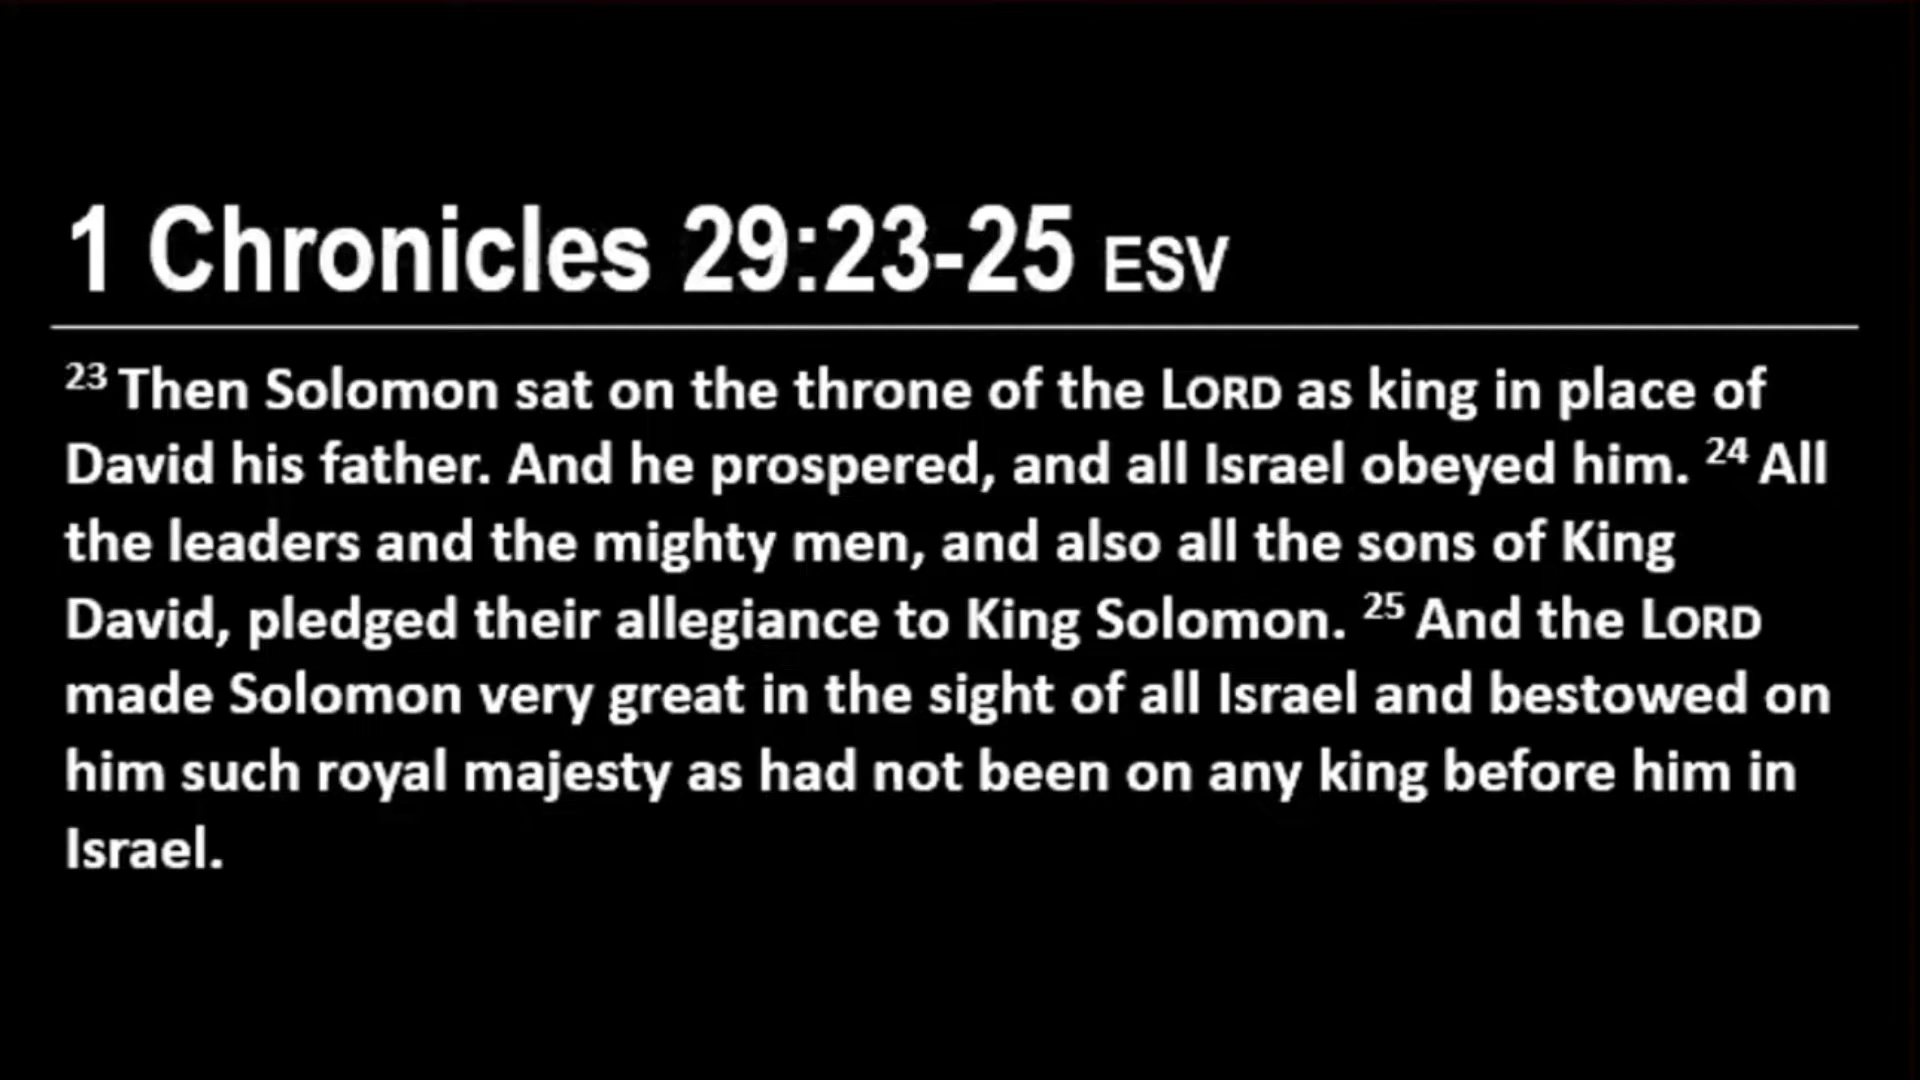 1 Chronicles 29:23-25 ESV
23 Then Solomon sat on the throne of the LORD as king in place of
David his father. And he prospered, and all Israel obeyed him. 24 All
the leaders and the mighty men, and also all the sons of King
David, pledged their allegiance to King Solomon. 25 And the LORD
made Solomon very great in the sight of all Israel and bestowed on
him such royal majesty as had not been on any king before him in
Israel.